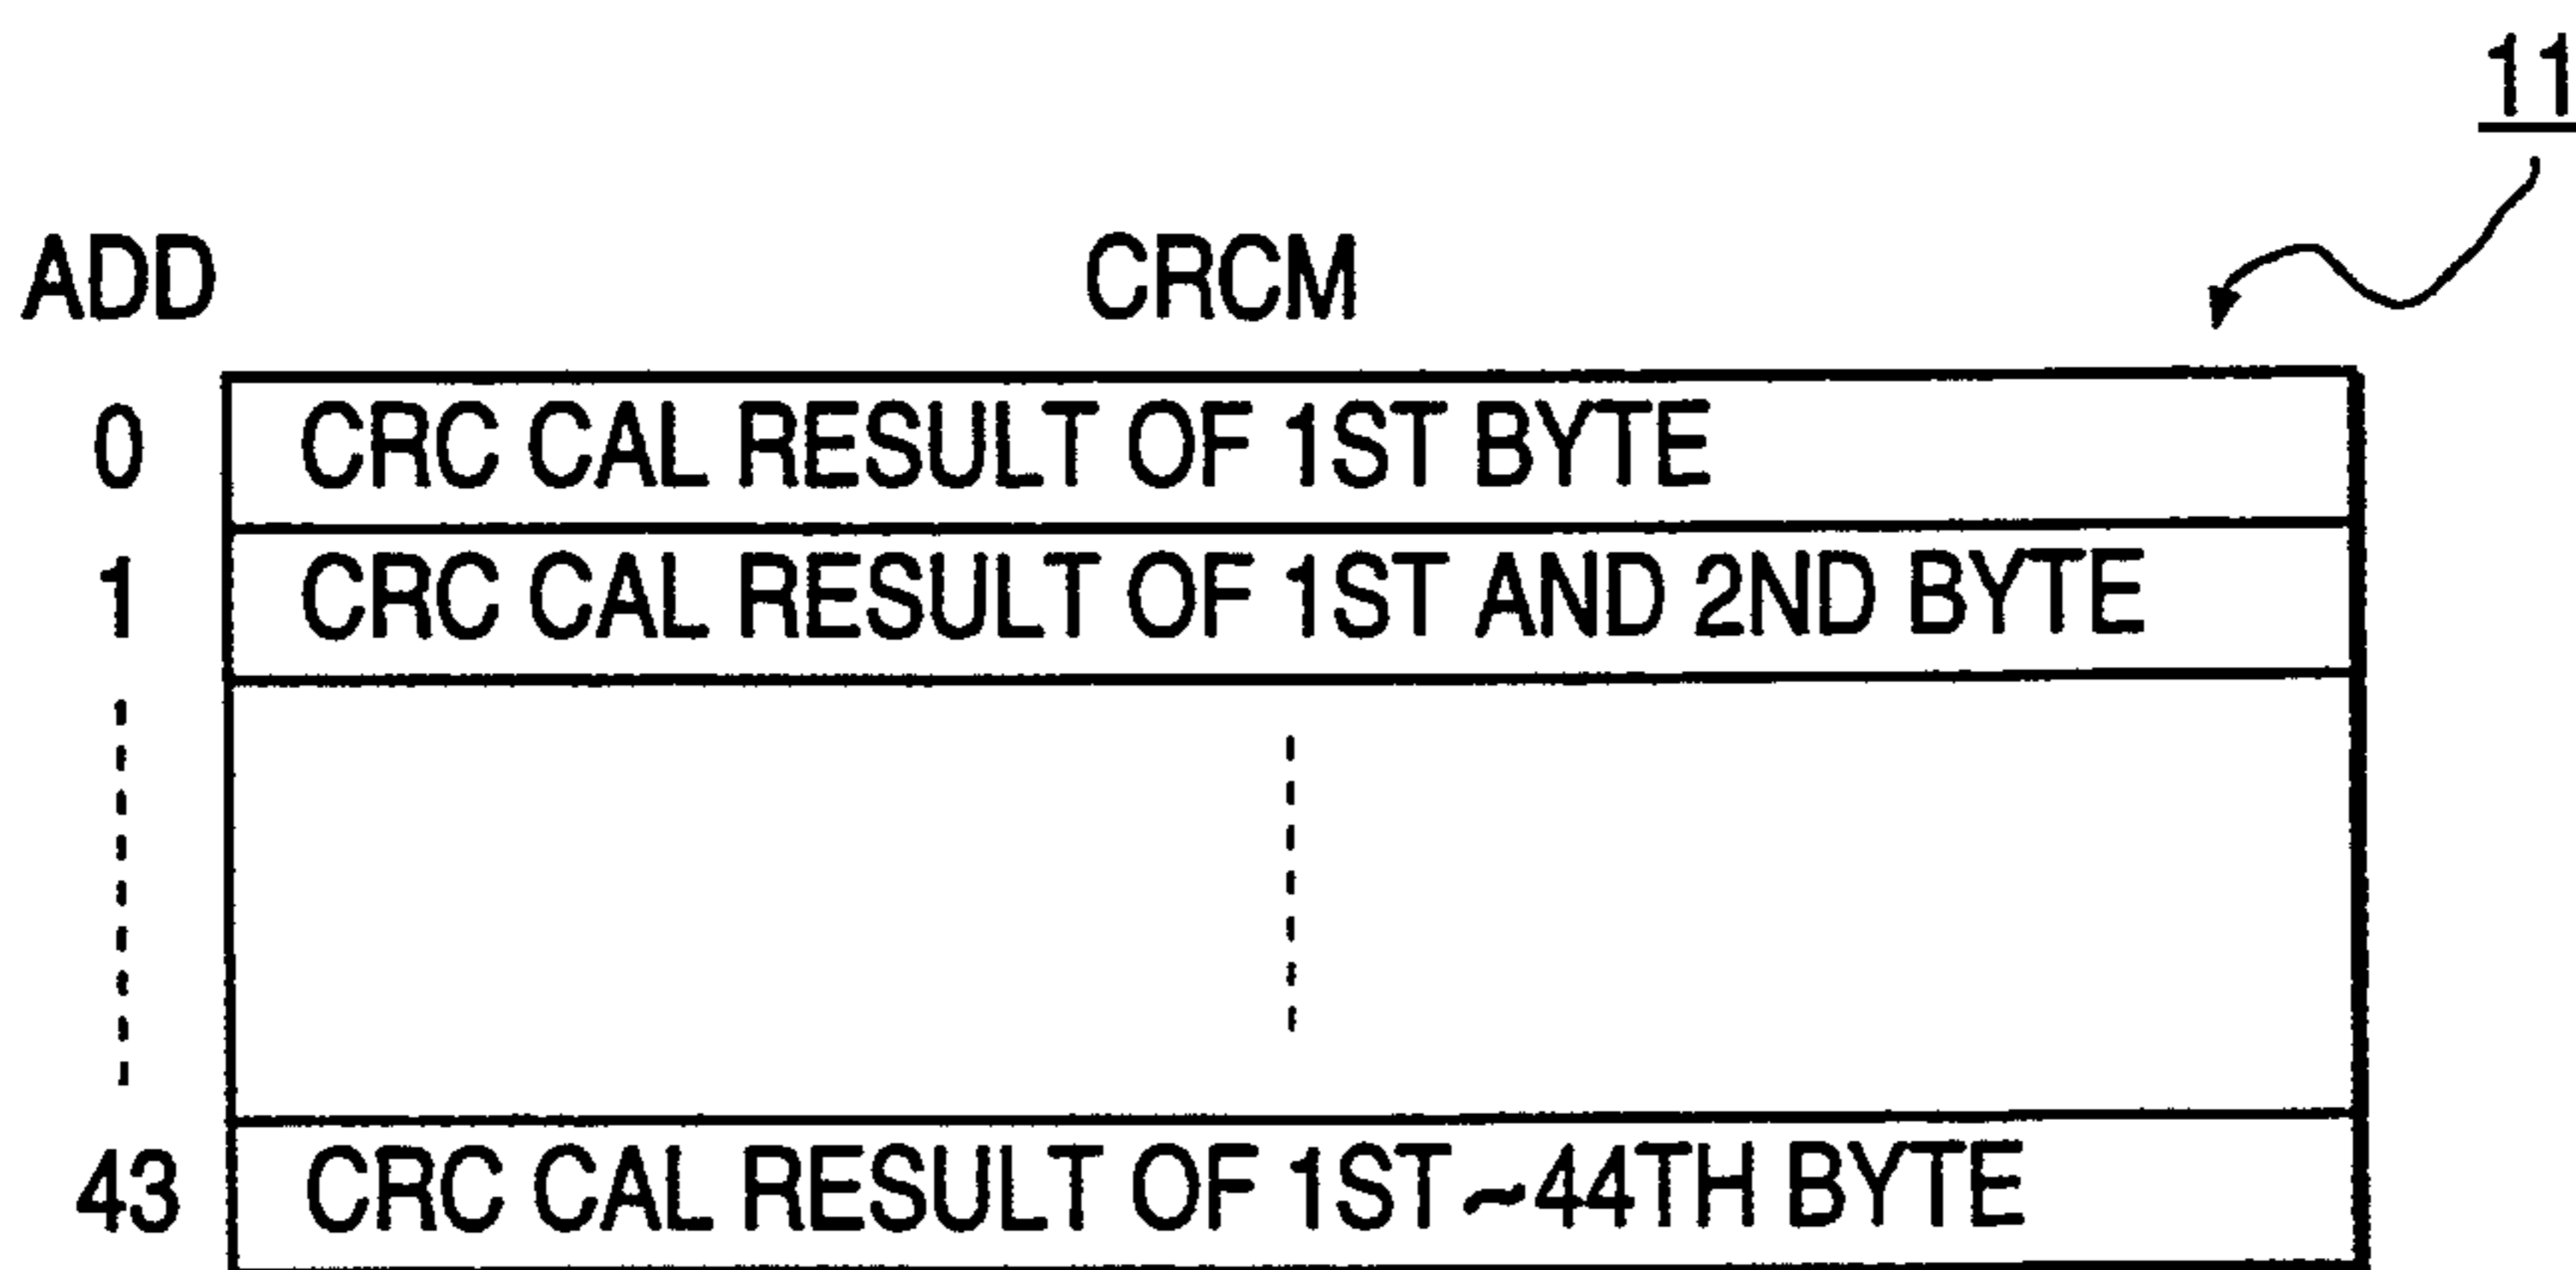 11
ADD CRCM
0 CRC CAL RESULT OF 1ST BYTE
1 CRC CAL RESULT OF 1ST AND 2ND BYTE
43 CRC CAL RESULT OF 1ST~44TH BYTE